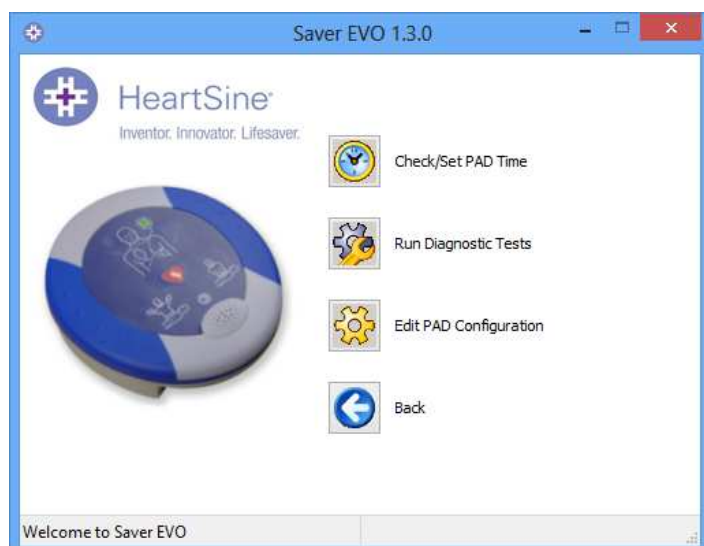 Saver EVO 1.3.0
HeartSine
Inventor. Innovator. Lifesaver.
Check/Set PAD Time
Run Diagnostic Tests
Edit PAD Configuration
Back
Welcome to Saver EVO